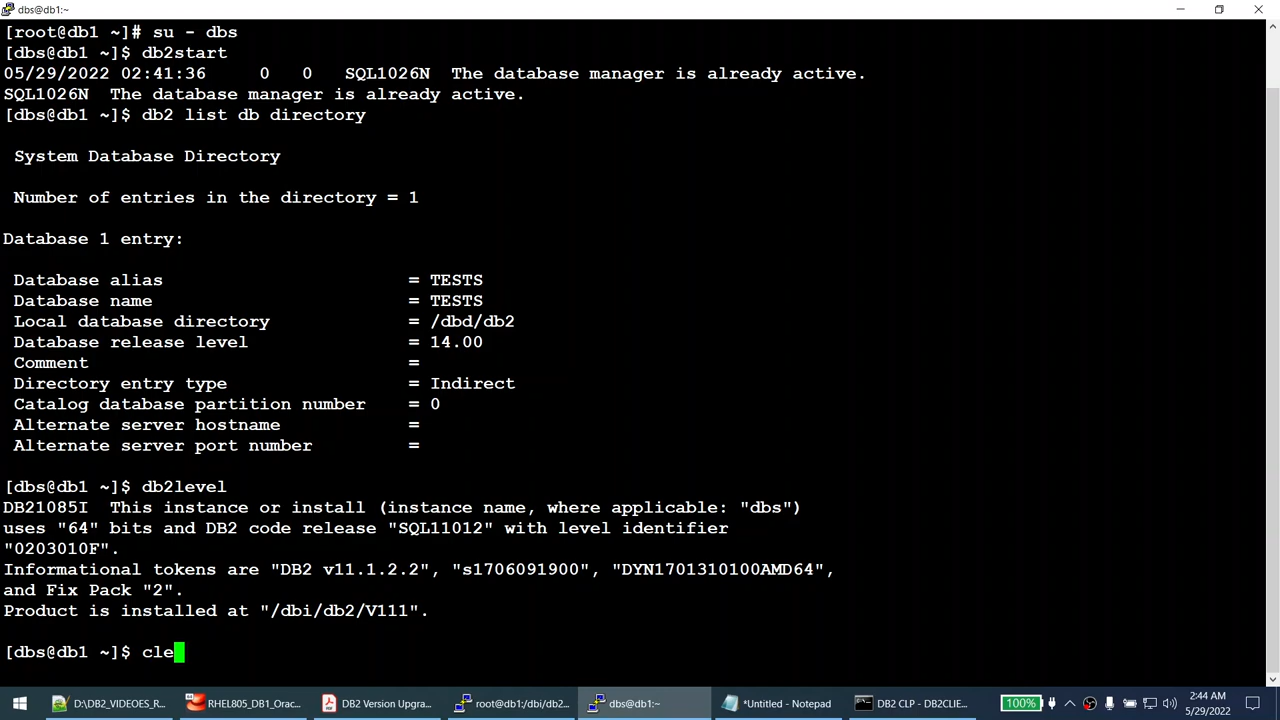 dbs@db1:~
[root@db1 ~]# su - dbs
[dbs@db1 ~]$ db2start
05/29/2022 02:41:36     0   0   SQL1026N  The database manager is already active.
SQL1026N  The database manager is already active.
[dbs@db1 ~]$ db2 list db directory
System Database Directory
Number of entries in the directory = 1
Database 1 entry:
Database alias                       = TESTS
Database name                        = TESTS
Local database directory             = /dbd/db2
Database release level               = 14.00
Comment                              =
Directory entry type                 = Indirect
Catalog database partition number    = 0
Alternate server hostname            =
Alternate server port number         =
[dbs@db1 ~]$ db2level
DB21085I  This instance or install (instance name, where applicable: "dbs")
uses "64" bits and DB2 code release "SQL11012" with level identifier
"0203010F".
Informational tokens are "DB2 v11.1.2.2", "s1706091900", "DYN1701310100AMD64",
and Fix Pack "2".
Product is installed at "/dbi/db2/V111".
[dbs@db1 ~]$ cle
D:\DB2_VIDEOES_R... RHEL805_DB1_Orac... DB2 Version Upgra... root@db1:/dbi/db2... dbs@db1:~ *Untitled - Notepad DB2 CLP - DB2CLIE... 100% 2:44 AM
5/29/2022